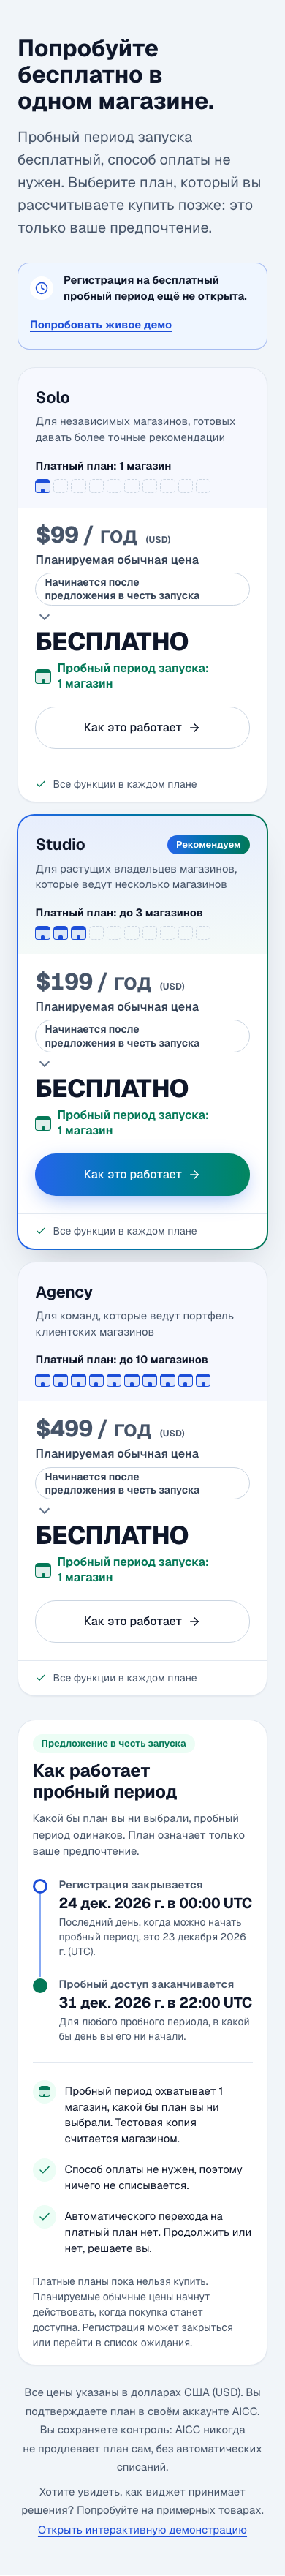 Попробуйте
бесплатно в
одном магазине.
Пробный период запуска
бесплатный, способ оплаты не
нужен. Выберите план, который вы
рассчитываете купить позже: это
только ваше предпочтение.
Регистрация на бесплатный
пробный период ещё не открыта.
Попробовать живое демо
Solo
Для независимых магазинов, готовых
давать более точные рекомендации
Платный план: 1 магазин
$99 / год (USD)
Планируемая обычная цена
Начинается после
предложения в честь запуска
БЕСПЛАТНО
Пробный период запуска:
1 магазин
Как это работает →
Все функции в каждом плане
Studio
Рекомендуем
Для растущих владельцев магазинов,
которые ведут несколько магазинов
Платный план: до 3 магазинов
$199 / год (USD)
Планируемая обычная цена
Начинается после
предложения в честь запуска
БЕСПЛАТНО
Пробный период запуска:
1 магазин
Как это работает →
Все функции в каждом плане
Agency
Для команд, которые ведут портфель
клиентских магазинов
Платный план: до 10 магазинов
$499 / год (USD)
Планируемая обычная цена
Начинается после
предложения в честь запуска
БЕСПЛАТНО
Пробный период запуска:
1 магазин
Как это работает →
Все функции в каждом плане
Предложение в честь запуска
Как работает
пробный период
Какой бы план вы ни выбрали, пробный
период одинаков. План означает только
ваше предпочтение.
Регистрация закрывается
24 дек. 2026 г. в 00:00 UTC
Последний день, когда можно начать
пробный период, это 23 декабря 2026
г. (UTC).
Пробный доступ заканчивается
31 дек. 2026 г. в 22:00 UTC
Для любого пробного периода, в какой
бы день вы его ни начали.
Пробный период охватывает 1
магазин, какой бы план вы ни
выбрали. Тестовая копия
считается магазином.
Способ оплаты не нужен, поэтому
ничего не списывается.
Автоматического перехода на
платный план нет. Продолжить или
нет, решаете вы.
Платные планы пока нельзя купить.
Планируемые обычные цены начнут
действовать, когда покупка станет
доступна. Регистрация может закрыться
или перейти в список ожидания.
Все цены указаны в долларах США (USD). Вы
подтверждаете план в своём аккаунте AICC.
Вы сохраняете контроль: AICC никогда
не продлевает план сам, без автоматических
списаний.
Хотите увидеть, как виджет принимает
решения? Попробуйте на примерных товарах.
Открыть интерактивную демонстрацию